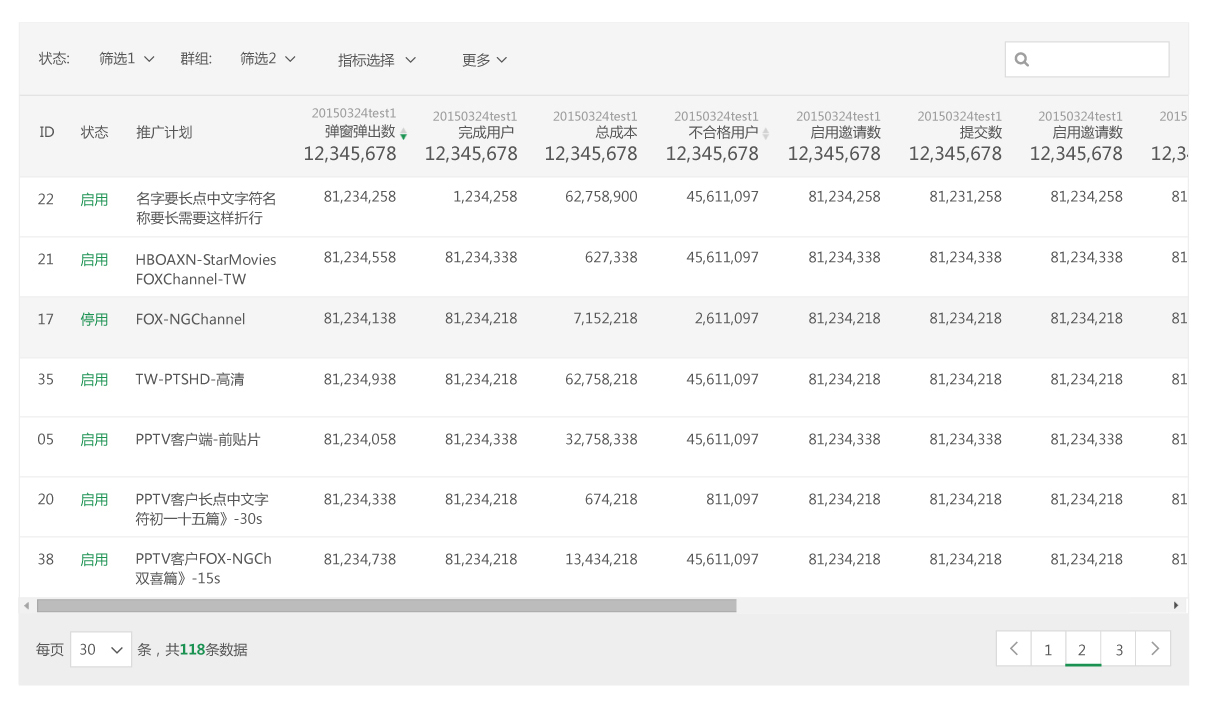 状态: 筛选1 群组: 筛选2 指标选择 更多
20150324test1 20150324test1 20150324test1 20150324test1 20150324test1 20150324test1 20150324test1 2015
ID 状态 推广计划 弹窗弹出数 完成用户 总成本 不合格用户 启用邀请数 提交数 启用邀请数
12,345,678 12,345,678 12,345,678 12,345,678 12,345,678 12,345,678 12,345,678 12,3
22 启用 名字要长点中文字符名 81,234,258 1,234,258 62,758,900 45,611,097 81,234,258 81,231,258 81,234,258 81
称要长需要这样折行
21 启用 HBOAXN-StarMovies 81,234,558 81,234,338 627,338 45,611,097 81,234,338 81,234,338 81,234,338 81
FOXChannel-TW
17 停用 FOX-NGChannel 81,234,138 81,234,218 7,152,218 2,611,097 81,234,218 81,234,218 81,234,218 81
35 启用 TW-PTSHD-高清 81,234,938 81,234,218 62,758,218 45,611,097 81,234,218 81,234,218 81,234,218 81
05 启用 PPTV客户端-前贴片 81,234,058 81,234,338 32,758,338 45,611,097 81,234,338 81,234,338 81,234,338 81
20 启用 PPTV客户长点中文字 81,234,338 81,234,218 674,218 811,097 81,234,218 81,234,218 81,234,218 81
符初一十五篇》-30s
38 启用 PPTV客户FOX-NGCh 81,234,738 81,234,218 13,434,218 45,611,097 81,234,218 81,234,218 81,234,218 81
双喜篇》-15s
每页 30 条，共118条数据 1 2 3